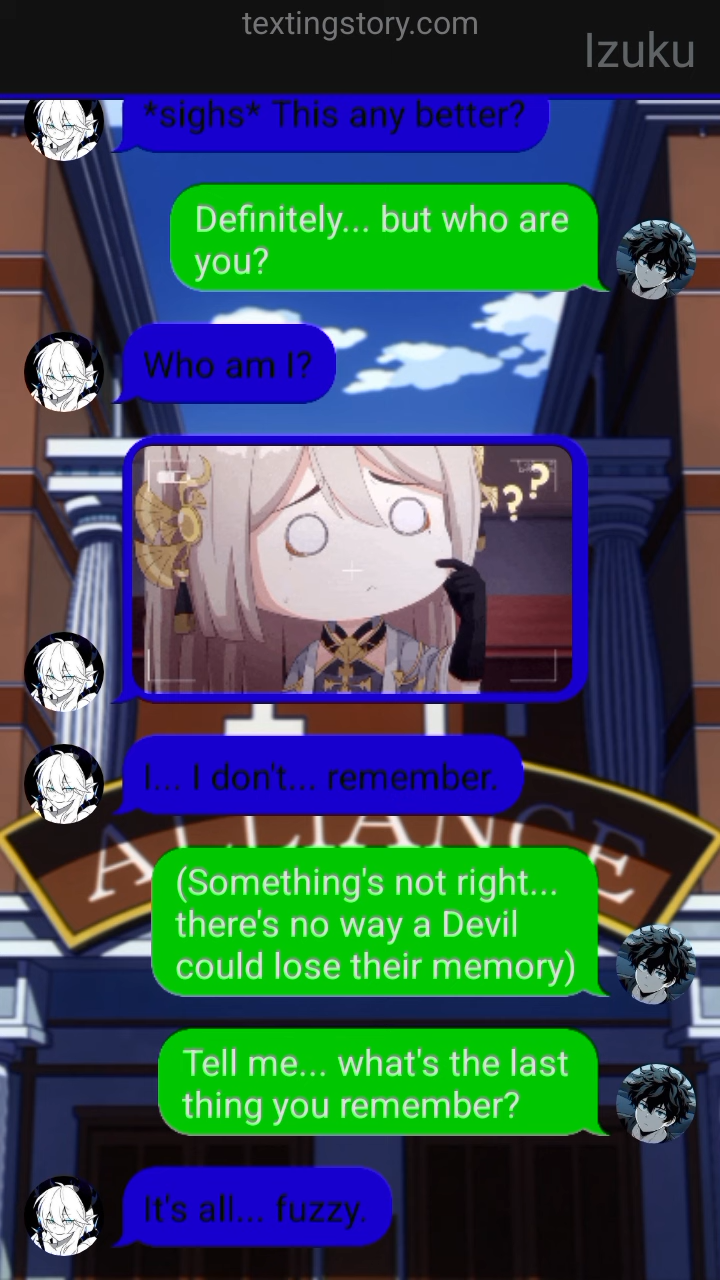 textingstory.com
Izuku
*sighs* This any better?
Definitely... but who are
you?
Who am I?
??
I... I don't... remember.
ALLIANCE
(Something's not right...
there's no way a Devil
could lose their memory)
Tell me... what's the last
thing you remember?
It's all... fuzzy.